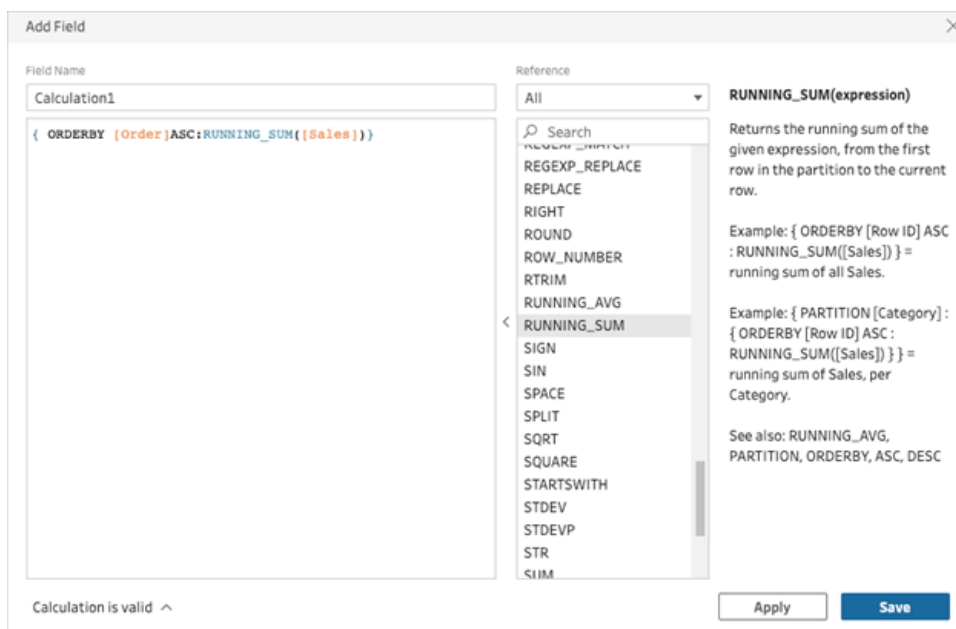 Add Field
Field Name
Calculation1
{ ORDERBY [Order]ASC:RUNNING_SUM([Sales])}
Reference
All
Search
REGEXP_MATCH
REGEXP_REPLACE
REPLACE
RIGHT
ROUND
ROW_NUMBER
RTRIM
RUNNING_AVG
RUNNING_SUM
SIGN
SIN
SPACE
SPLIT
SQRT
SQUARE
STARTSWITH
STDEV
STDEVP
STR
SUM
RUNNING_SUM(expression)
Returns the running sum of the
given expression, from the first
row in the partition to the current
row.
Example: { ORDERBY [Row ID] ASC
: RUNNING_SUM([Sales]) } =
running sum of all Sales.
Example: { PARTITION [Category] :
{ ORDERBY [Row ID] ASC :
RUNNING_SUM([Sales]) } } =
running sum of Sales, per
Category.
See also: RUNNING_AVG,
PARTITION, ORDERBY, ASC, DESC
Calculation is valid
Apply
Save